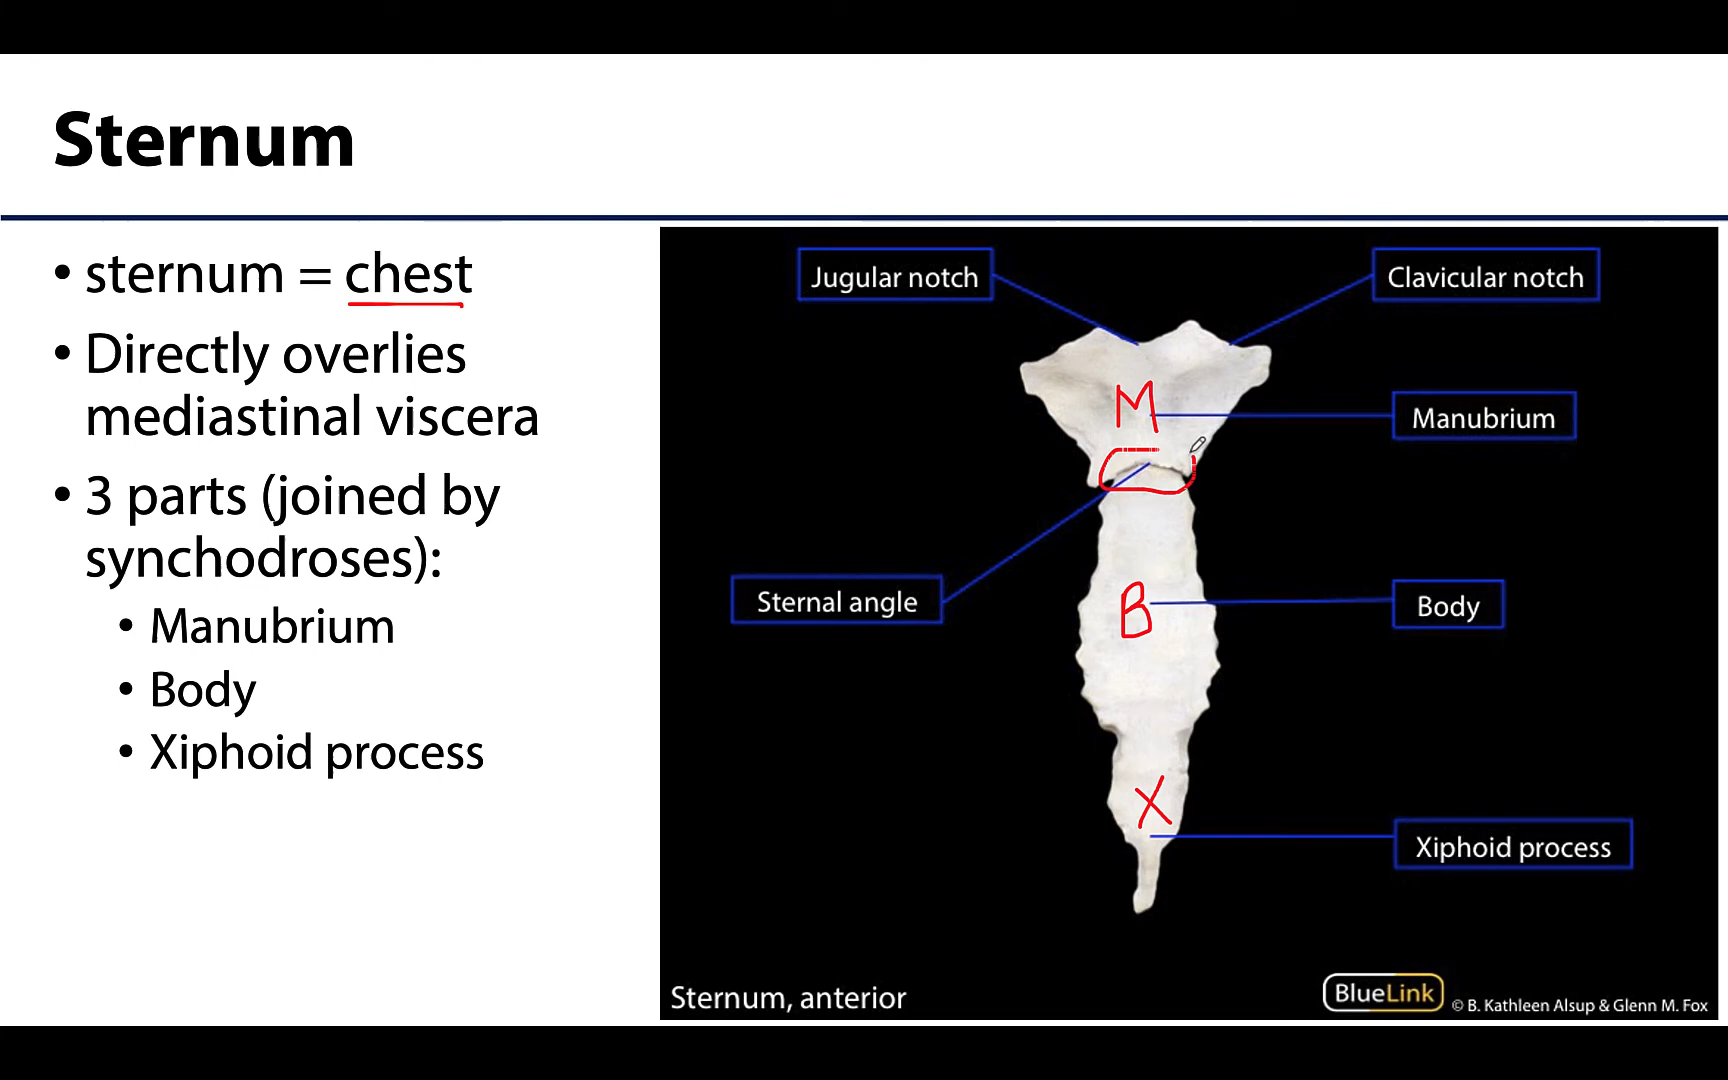 Sternum
• sternum = chest
• Directly overlies
mediastinal viscera
• 3 parts (joined by
synchodroses):
• Manubrium
• Body
• Xiphoid process
Jugular notch
Clavicular notch
M
Manubrium
Sternal angle
B
Body
X
Xiphoid process
Sternum, anterior
BlueLink
© B. Kathleen Alsup & Glenn M. Fox